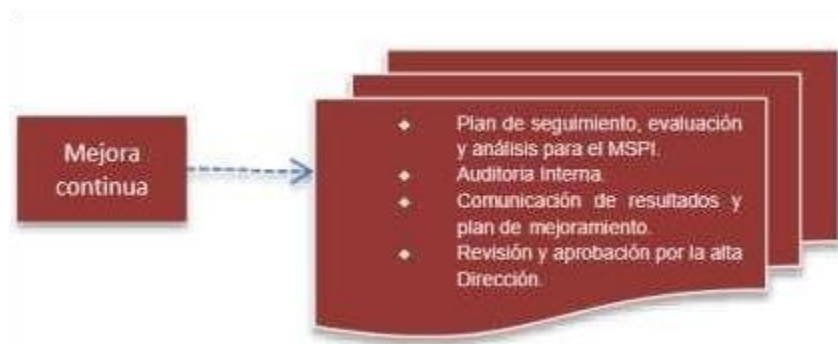 Mejora
continua
◆ Plan de seguimiento, evaluación
y análisis para el MSPI.
◆ Auditoria Interna.
◆ Comunicación de resultados y
plan de mejoramiento.
◆ Revisión y aprobación por la alta
Dirección.